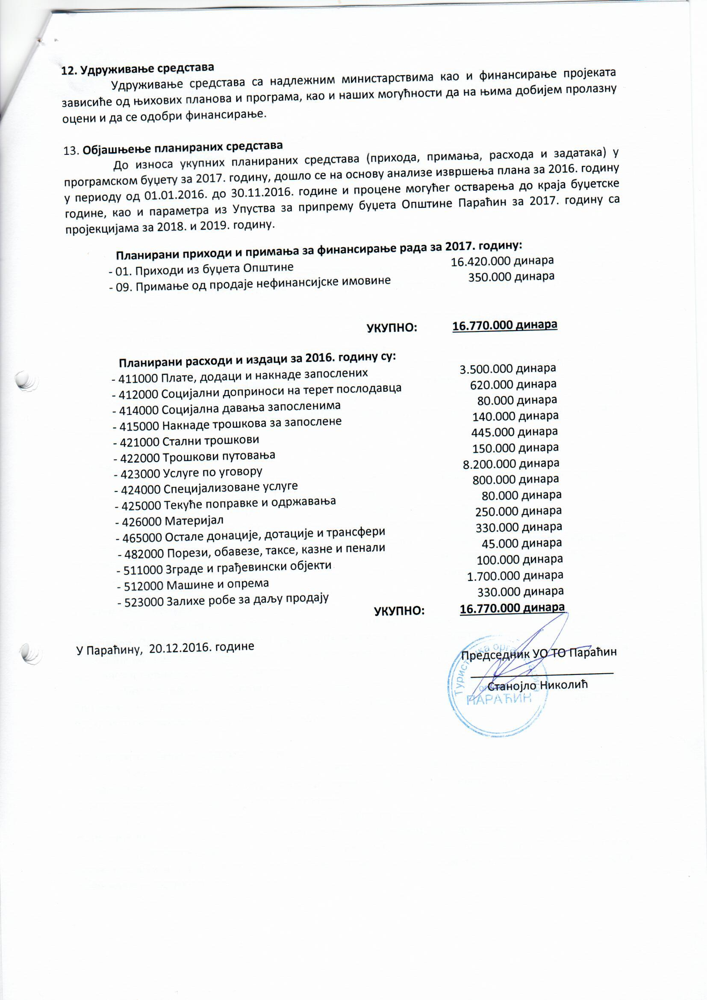 12. Удруживање средстава
Удруживање средстава са надлежним министарствима као и финансирање пројеката
зависиће од њихових планова и програма, као и наших могућности да на њима добијем пролазну
оцени и да се одобри финансирање.
13. Објашњење планираних средстава
До износа укупних планираних средстава (прихода, примања, расхода и задатака) у
програмском буџету за 2017. годину, дошло се на основу анализе извршења плана за 2016. годину
у периоду од 01.01.2016. до 30.11.2016. године и процене могућег остварења до краја буџетске
године, као и параметра из Упуства за припрему буџета Општине Параћин за 2017. годину са
пројекцијама за 2018. и 2019. годину.
Планирани приходи и примања за финансирање рада за 2017. годину:
- 01. Приходи из буџета Општине 16.420.000 динара
- 09. Примање од продаје нефинансијске имовине 350.000 динара
УКУПНО: 16.770.000 динара
Планирани расходи и издаци за 2016. годину су:
- 411000 Плате, додаци и накнаде запослених 3.500.000 динара
- 412000 Социјални доприноси на терет послодавца 620.000 динара
- 414000 Социјална давања запосленима 80.000 динара
- 415000 Накнаде трошкова за запослене 140.000 динара
- 421000 Стални трошкови 445.000 динара
- 422000 Трошкови путовања 150.000 динара
- 423000 Услуге по уговору 8.200.000 динара
- 424000 Специјализоване услуге 800.000 динара
- 425000 Текуће поправке и одржавања 80.000 динара
- 426000 Материјал 250.000 динара
- 465000 Остале донације, дотације и трансфери 330.000 динара
- 482000 Порези, обавезе, таксе, казне и пенали 45.000 динара
- 511000 Зграде и грађевински објекти 100.000 динара
- 512000 Машине и опрема 1.700.000 динара
- 523000 Залихе робе за даљу продају 330.000 динара
УКУПНО: 16.770.000 динара
У Параћину, 20.12.2016. године
Председник УО ТО Параћин
Станојло Николић
Туристичка организација
ПАРАЋИН